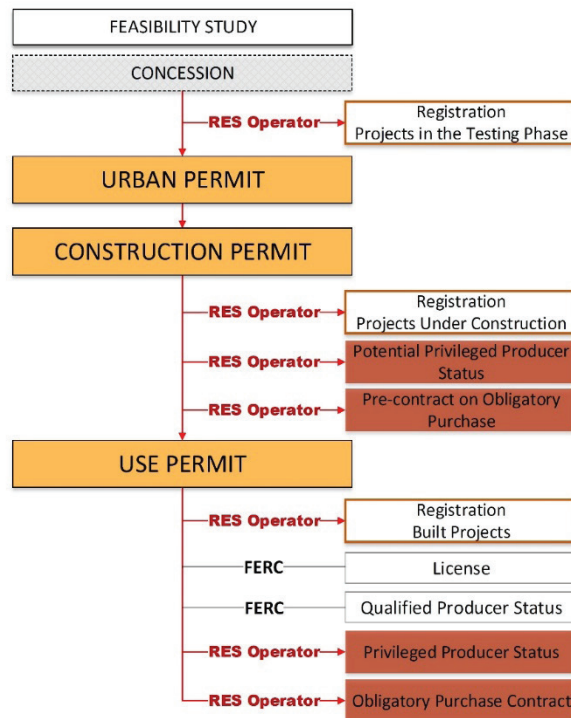 FEASIBILITY STUDY
CONCESSION
RES Operator
Registration
Projects in the Testing Phase
URBAN PERMIT
CONSTRUCTION PERMIT
RES Operator
Registration
Projects Under Construction
RES Operator
Potential Privileged Producer
Status
RES Operator
Pre-contract on Obligatory
Purchase
USE PERMIT
RES Operator
Registration
Built Projects
FERC
License
FERC
Qualified Producer Status
RES Operator
Privileged Producer Status
RES Operator
Obligatory Purchase Contract